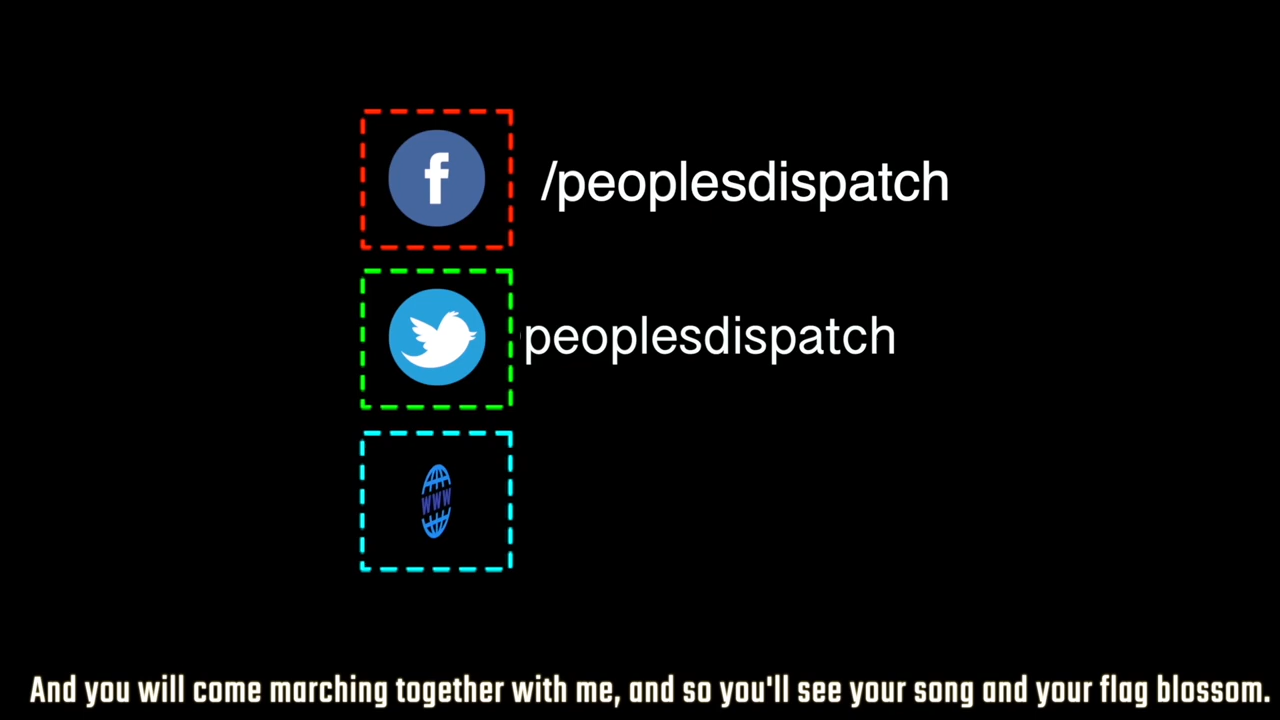 f
/peoplesdispatch
peoplesdispatch
WWW
And you will come marching together with me, and so you'll see your song and your flag blossom.